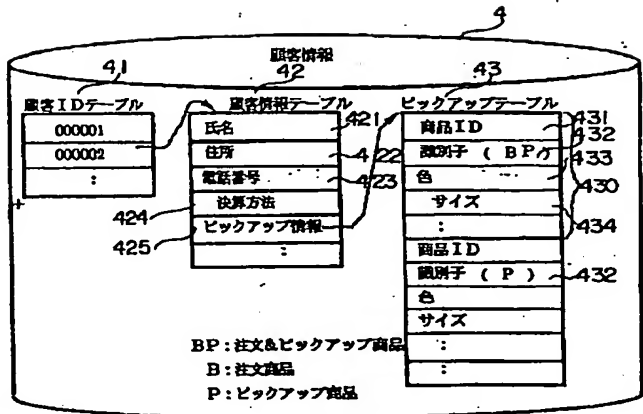 4
顧客情報
41
42
43
顧客IDテーブル
000001
000002
:
顧客情報テーブル
氏名
421
住所
422
電話番号
423
424
決算方法
425
ピックアップ情報
:
ピックアップテーブル
商品ID
431
識別子 ( BP )
432
色
433
430
サイズ
434
:
商品ID
識別子 ( P )
432
色
サイズ
:
:
BP:注文&ピックアップ商品
B:注文商品
P:ピックアップ商品